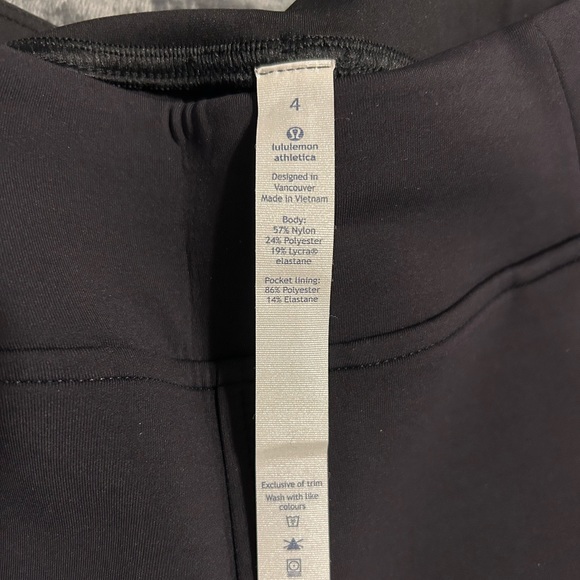 4
lululemon
athletica
Designed in
Vancouver
Made in Vietnam
Body:
57% Nylon
24% Polyester
19% Lycra®
elastane
Pocket lining:
86% Polyester
14% Elastane
Exclusive of trim
Wash with like
colours